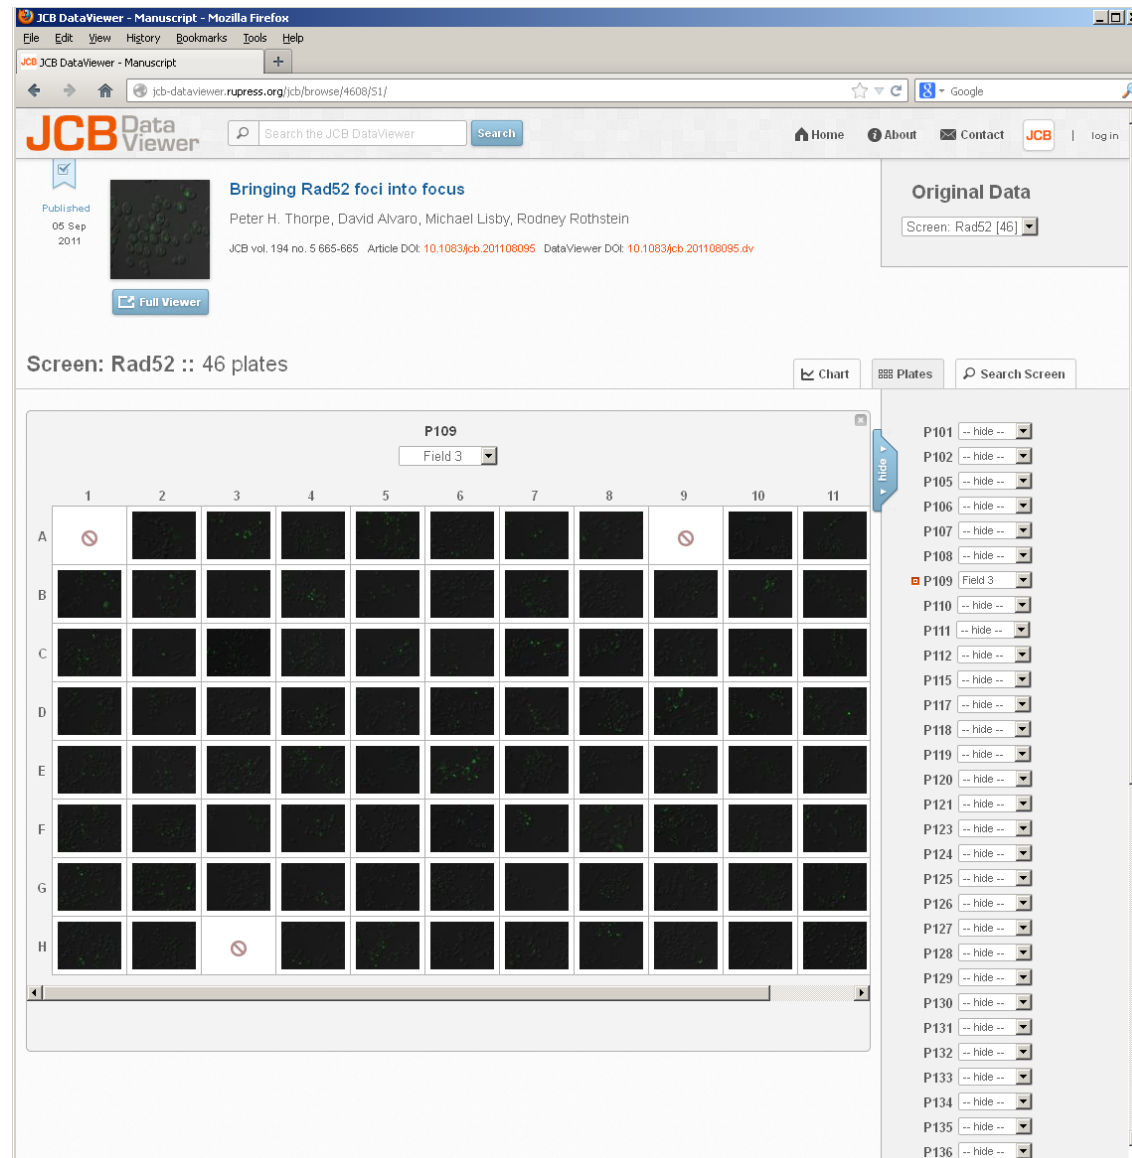 JCB DataViewer - Manuscript - Mozilla Firefox
File Edit View History Bookmarks Tools Help
JCB JCB DataViewer - Manuscript +
jcb-dataviewer.rupress.org/jcb/browse/4608/S1/ 8 Google
JCB Data Viewer Search the JCB DataViewer Search Home About Contact JCB | log in
Published
05 Sep
2011
Bringing Rad52 foci into focus
Peter H. Thorpe, David Alvaro, Michael Lisby, Rodney Rothstein
JCB vol. 194 no. 5 665-665 Article DOI: 10.1083/jcb.201108095 DataViewer DOI: 10.1083/jcb.201108095.dv
Full Viewer
Original Data
Screen: Rad52 [46]
Screen: Rad52 :: 46 plates
Chart Plates Search Screen
P109
Field 3
hide
1 2 3 4 5 6 7 8 9 10 11
A
B
C
D
E
F
G
H
P101 -- hide --
P102 -- hide --
P105 -- hide --
P106 -- hide --
P107 -- hide --
P108 -- hide --
P109 Field 3
P110 -- hide --
P111 -- hide --
P112 -- hide --
P115 -- hide --
P117 -- hide --
P118 -- hide --
P119 -- hide --
P120 -- hide --
P121 -- hide --
P123 -- hide --
P124 -- hide --
P125 -- hide --
P126 -- hide --
P127 -- hide --
P128 -- hide --
P129 -- hide --
P130 -- hide --
P131 -- hide --
P132 -- hide --
P133 -- hide --
P134 -- hide --
P135 -- hide --
P136 -- hide --